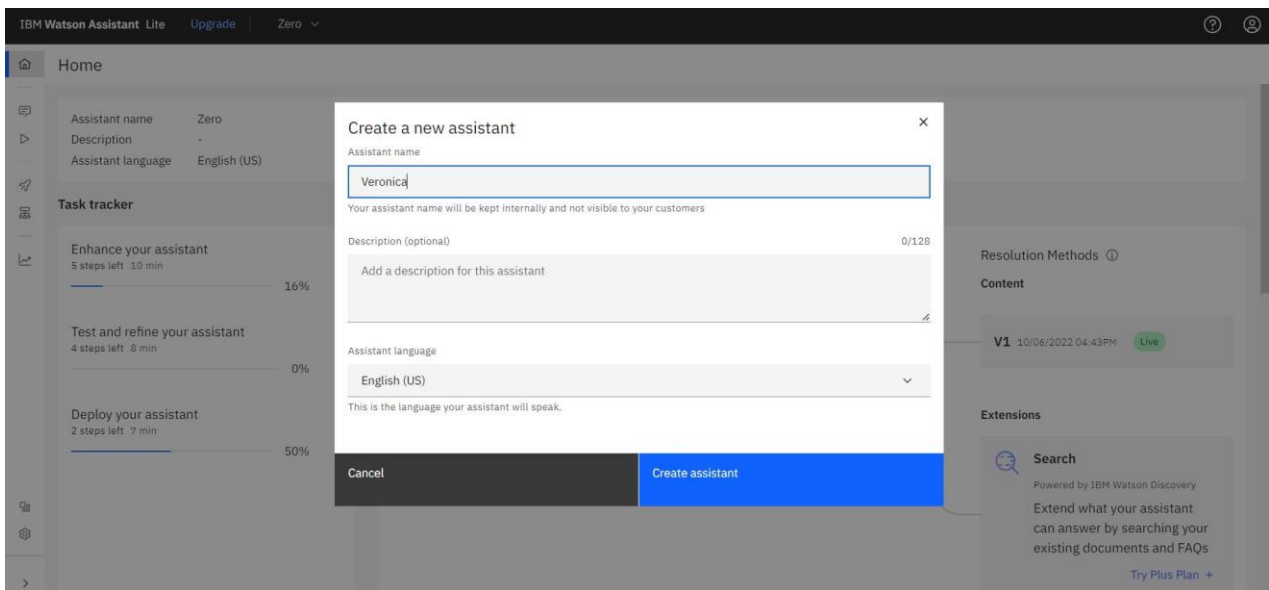 IBM Watson Assistant Lite Upgrade Zero
Home
Assistant name Zero
Description -
Assistant language English (US)
Task tracker
Enhance your assistant
5 steps left 10 min
16%
Test and refine your assistant
4 steps left 8 min
0%
Deploy your assistant
2 steps left 7 min
50%
Create a new assistant
Assistant name
Veronica
Your assistant name will be kept internally and not visible to your customers
Description (optional) 0/128
Add a description for this assistant
Assistant language
English (US)
This is the language your assistant will speak.
Cancel Create assistant
Resolution Methods
Content
V1 10/06/2022 04:43PM Live
Extensions
Search
Powered by IBM Watson Discovery
Extend what your assistant
can answer by searching your
existing documents and FAQs
Try Plus Plan +